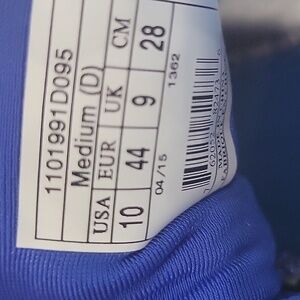 1101991D095
Medium (D)
USA EUR UK CM
10 44 9 28
04/15 1362